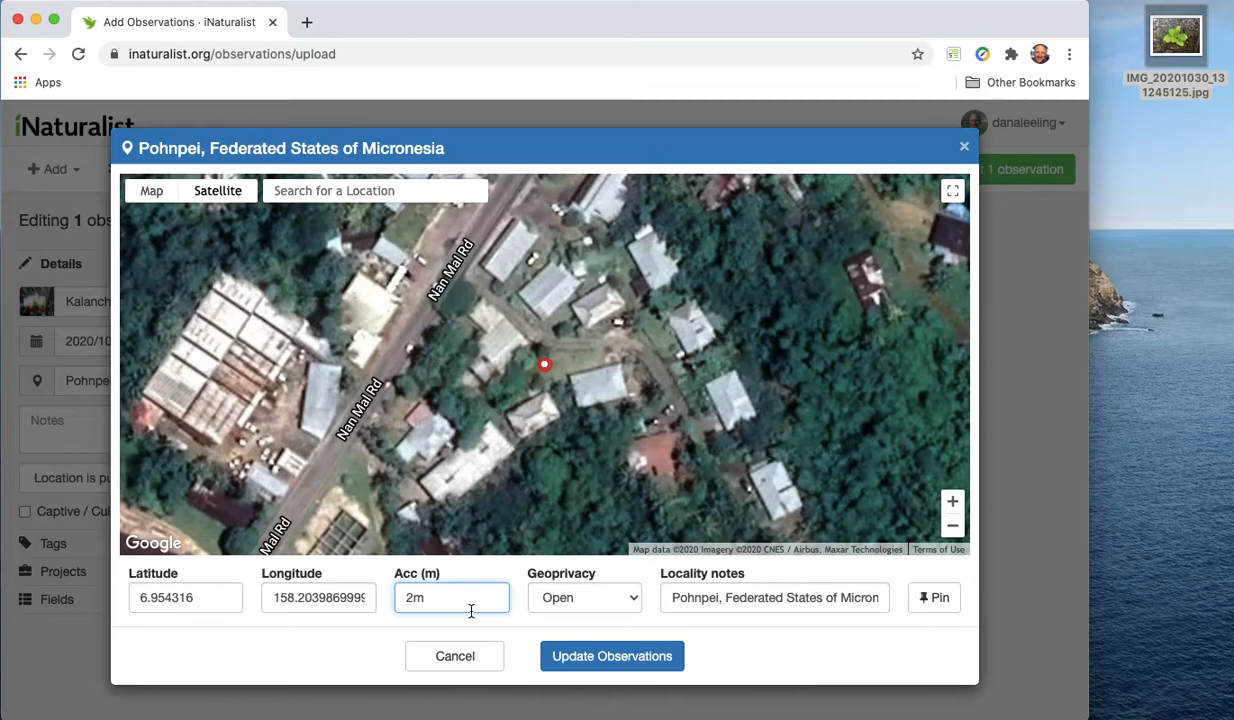 Add Observations · iNaturalist
inaturalist.org/observations/upload
Apps
Other Bookmarks
IMG_20201030_13
1245125.jpg
iNaturalist
danaleeling
Pohnpei, Federated States of Micronesia
Add
1 observation
Map
Satellite
Search for a Location
Editing 1 obs
Details
Kalanch
2020/10
Pohnpe
Notes
Location is pu
Captive / Cul
Tags
Projects
Fields
Nan Mal Rd
Nan Mal Rd
Mal Rd
Google
Map data ©2020 Imagery ©2020 CNES / Airbus, Maxar Technologies
Terms of Use
Latitude
Longitude
Acc (m)
Geoprivacy
Locality notes
6.954316
158.2039869999
2m
Open
Pohnpei, Federated States of Micron
Pin
Cancel
Update Observations